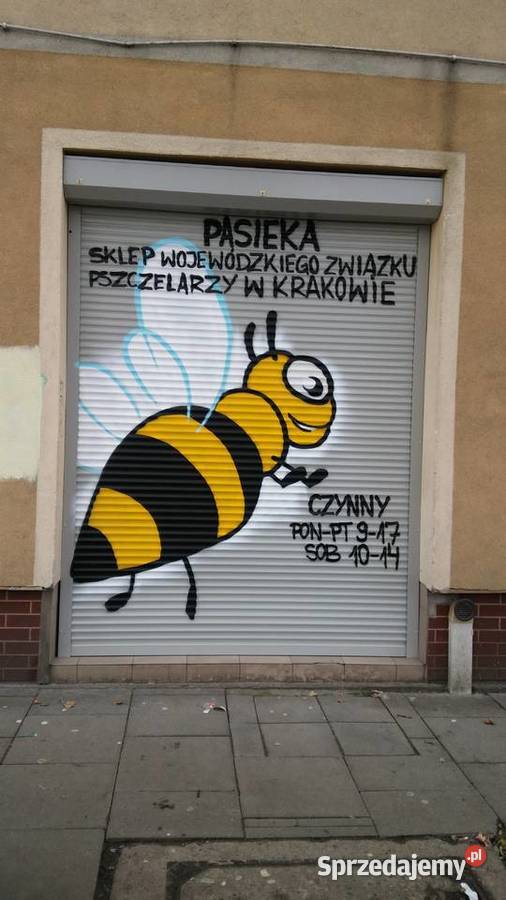 PASIEKA
SKLEP WOJEWÓDZKIEGO ZWIĄZKU
PSZCZELARZY W KRAKOWIE
CZYNNY
PON-PT 9-17
SOB 10-14
Sprzedajemy.pl